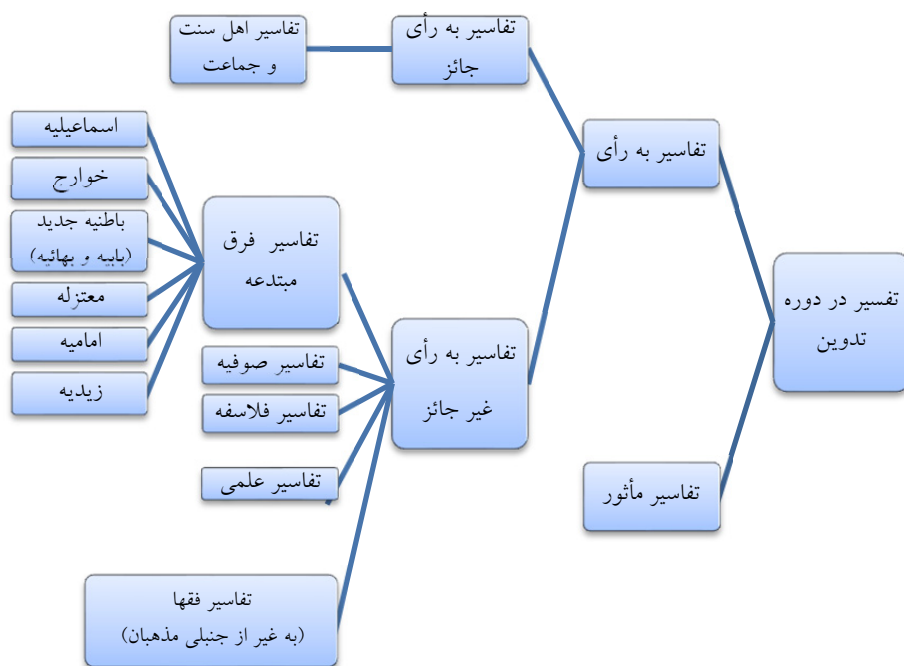 تفسیر در دوره
تدوین
تفاسیر به رأی
تفاسیر مأثور
تفاسیر به رأی
جائز
تفاسیر اهل سنت
و جماعت
تفاسیر به رأی
غیر جائز
تفاسیر فرق
مبتدعه
اسماعیلیه
خوارج
باطنیه جدید
(بابیه و بهائیه)
معتزله
امامیه
زیدیه
تفاسیر صوفیه
تفاسیر فلاسفه
تفاسیر علمی
تفاسیر فقها
(به غیر از جنبلی مذهبان)